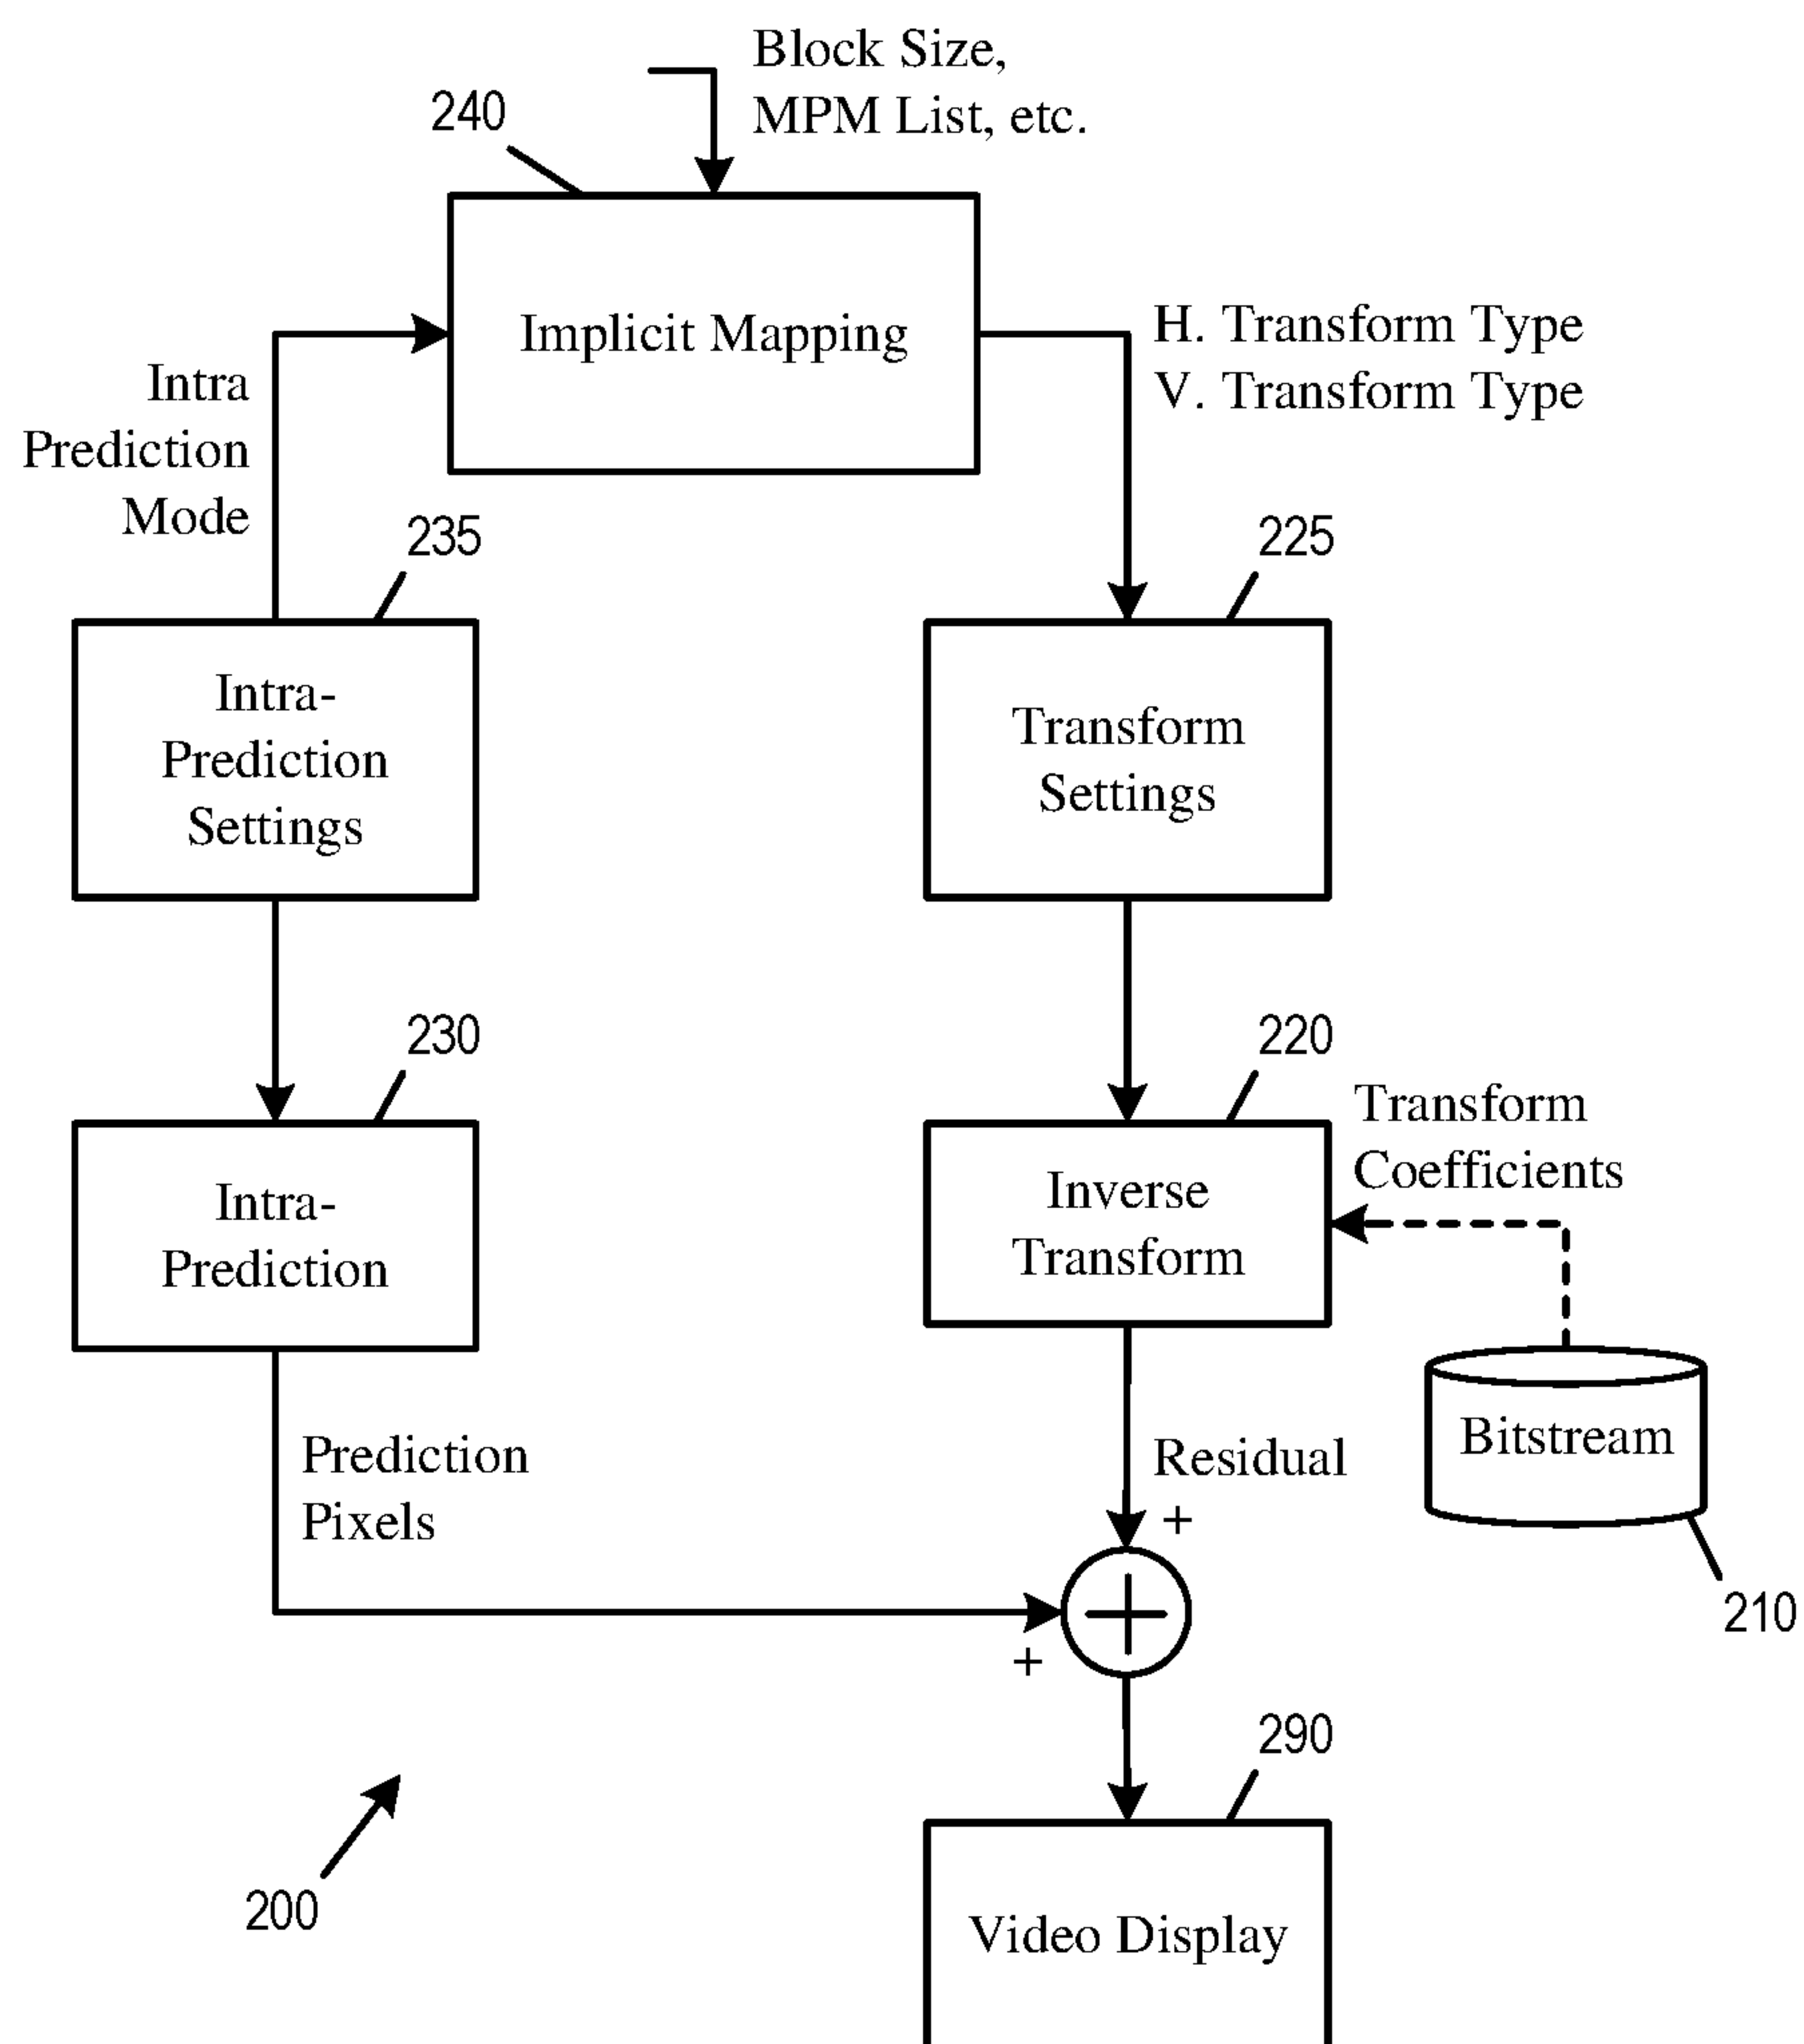 Block Size,
MPM List, etc.
240
Implicit Mapping
H. Transform Type
V. Transform Type
Intra
Prediction
Mode
235
225
Intra-
Prediction
Settings
Transform
Settings
230
220
Intra-
Prediction
Inverse
Transform
Transform
Coefficients
Bitstream
210
Prediction
Pixels
Residual
+
+
290
200
Video Display